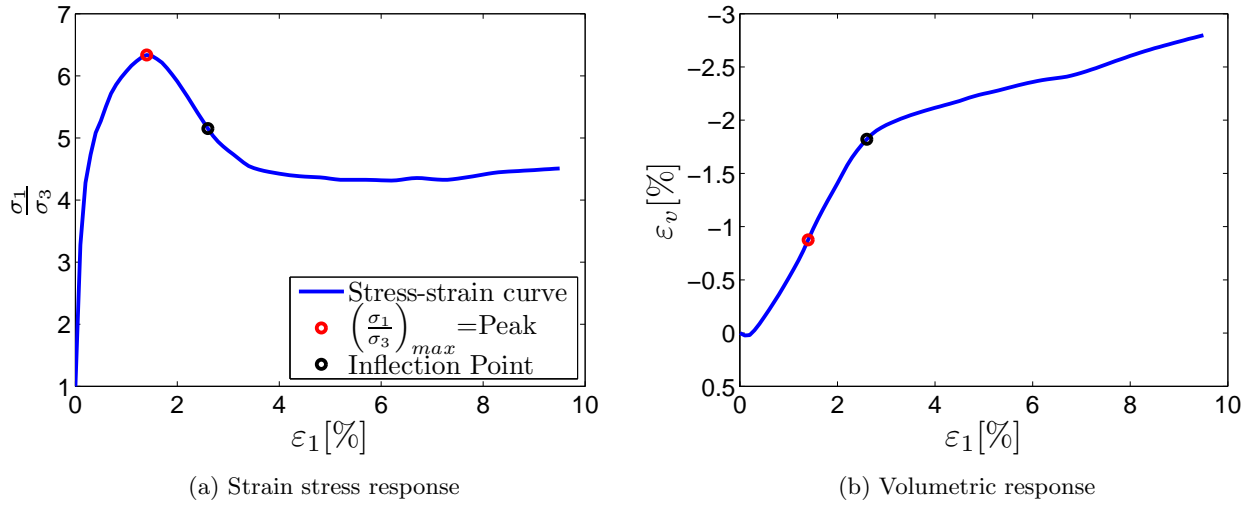 7
6
5
4
3
2
1
0 2 4 6 8 10
σ₁/σ₃
ε₁[%]
Stress-strain curve
(σ₁/σ₃)max=Peak
Inflection Point
(a) Strain stress response
−3
−2.5
−2
−1.5
−1
−0.5
0
0.5
0 2 4 6 8 10
εᵥ[%]
ε₁[%]
(b) Volumetric response